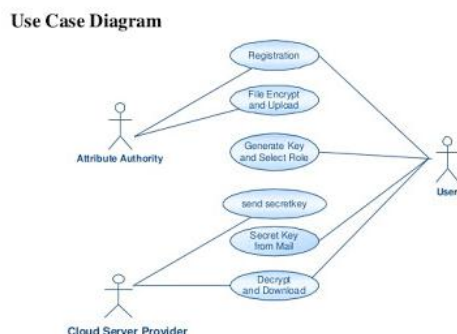 Use Case Diagram
Registration
File Encrypt
and Upload
Attribute Authority
Generate Key
and Select Role
User
send secretkey
Secret Key
from Mail
Decrypt
and Download
Cloud Server Provider